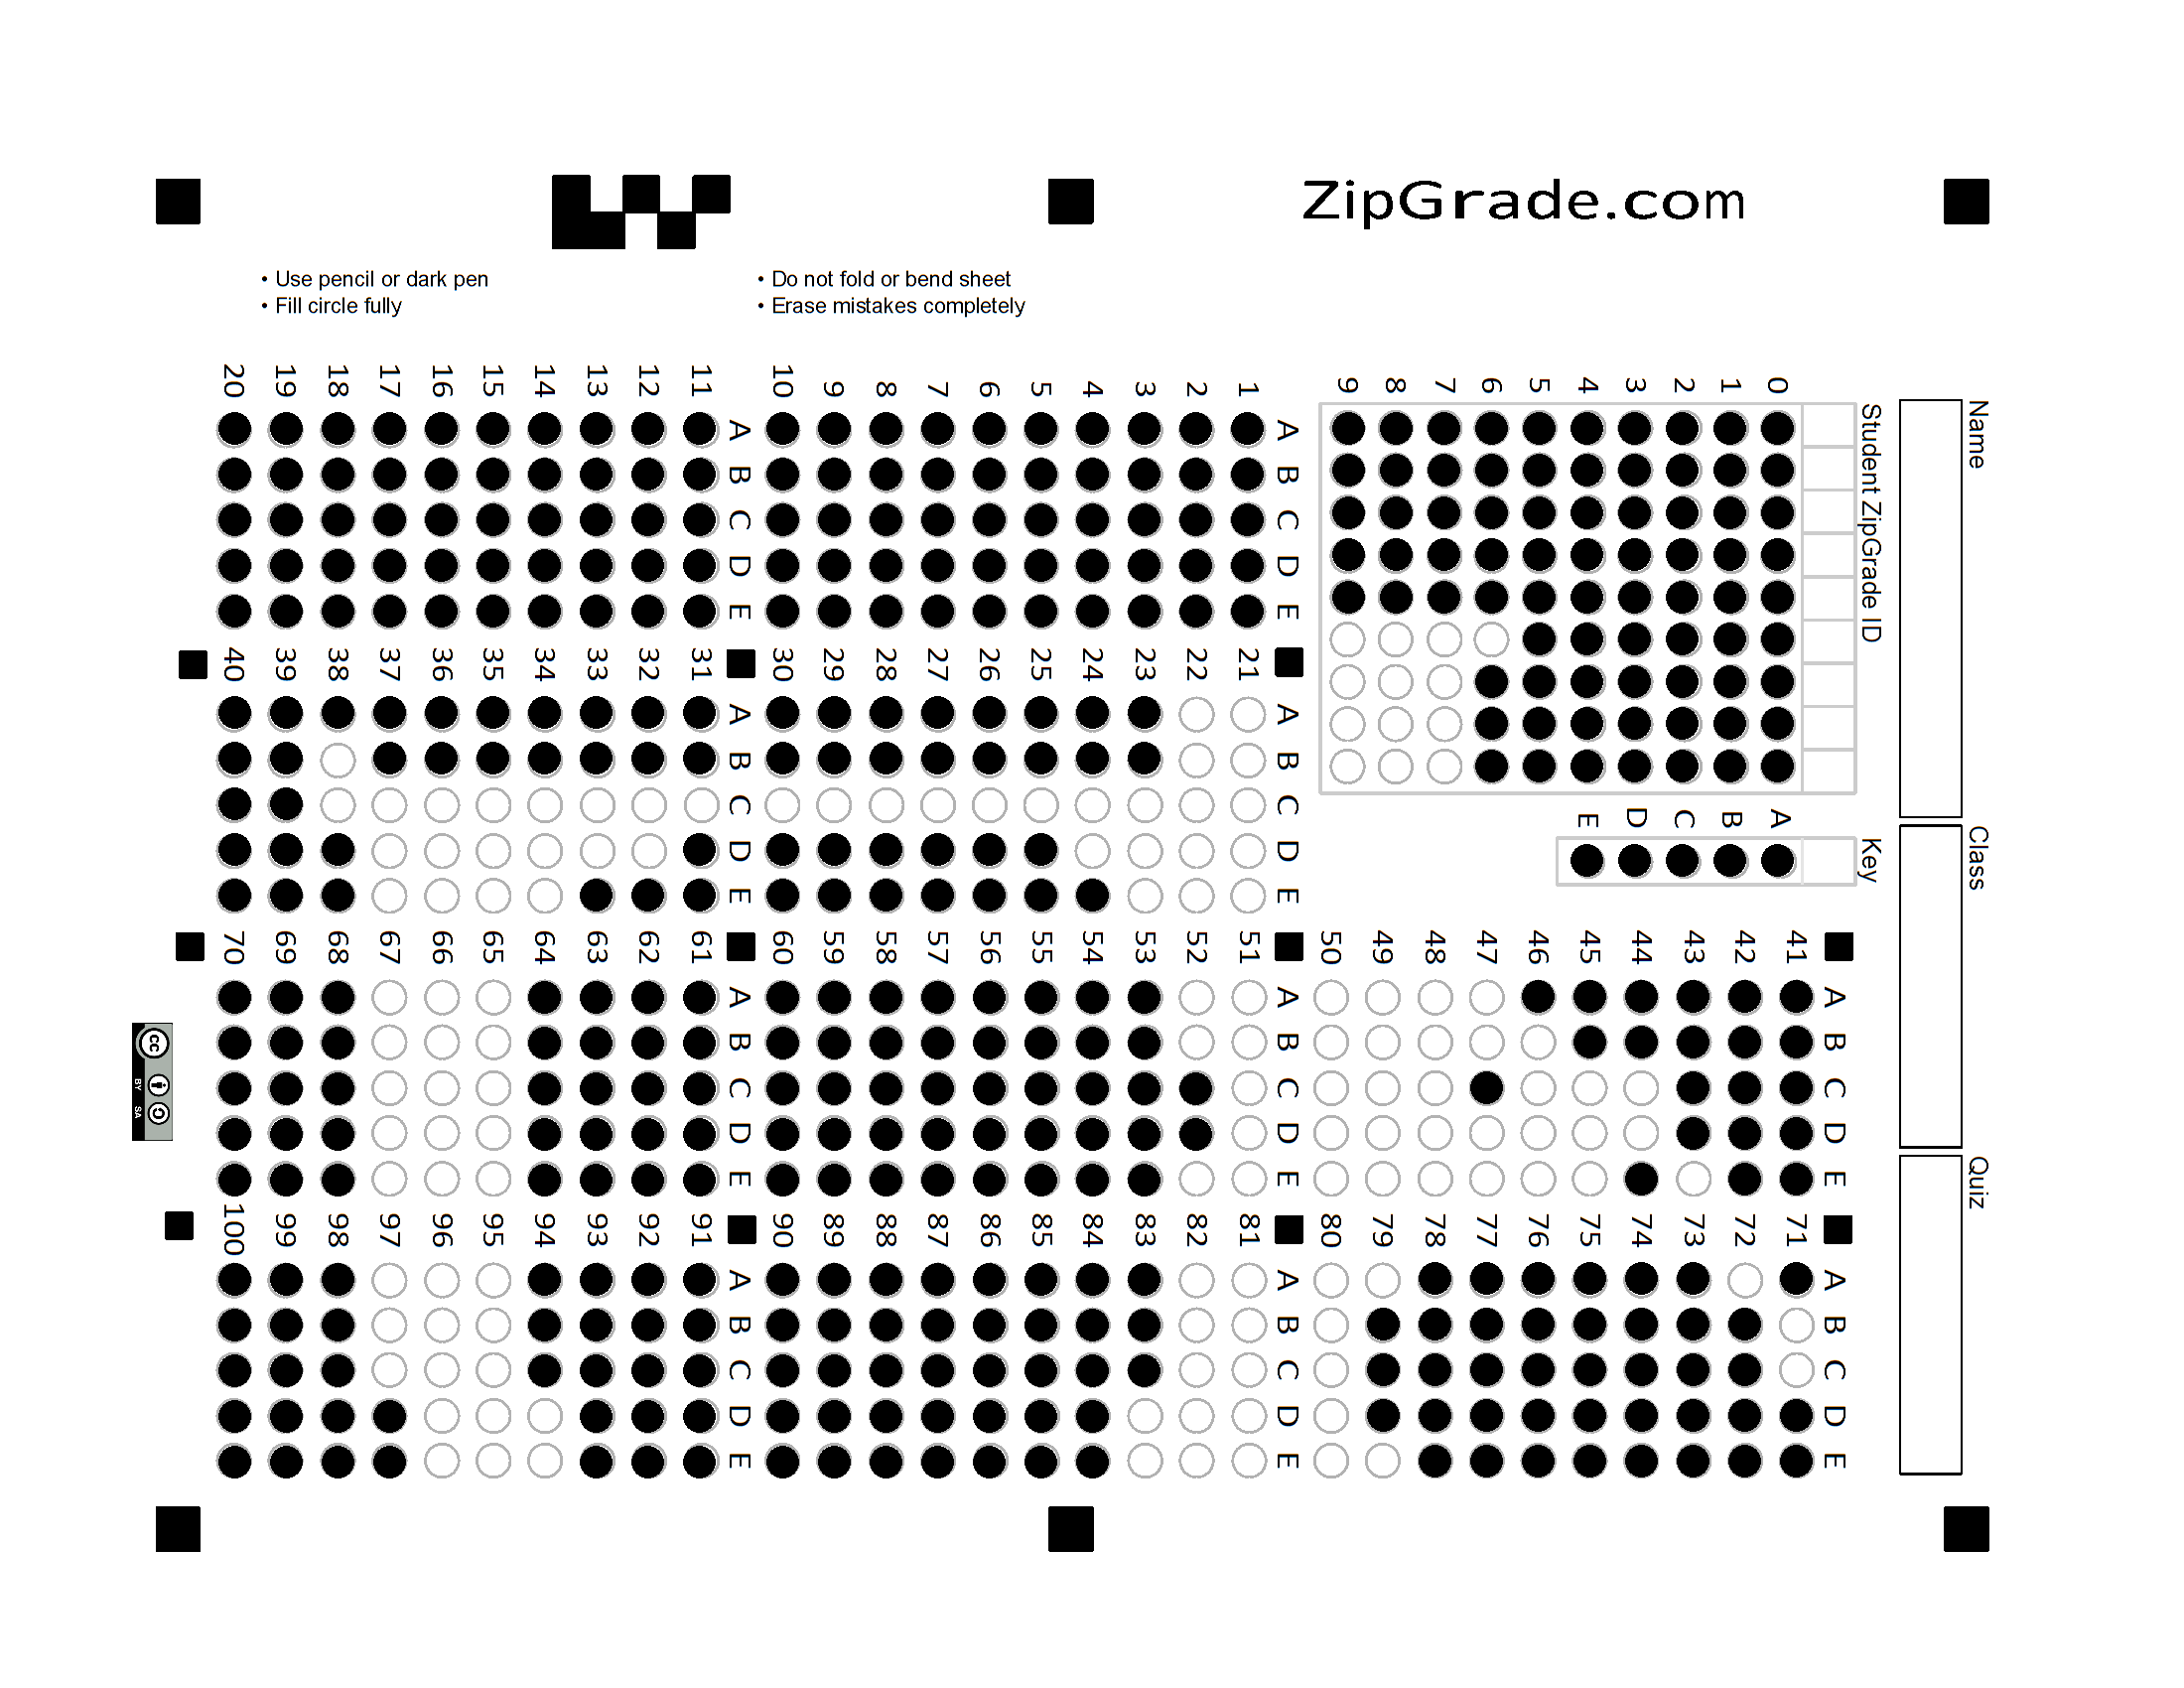 ZipGrade.com
• Use pencil or dark pen
• Fill circle fully
• Do not fold or bend sheet
• Erase mistakes completely
Name Class Quiz
Student ZipGrade ID Key
A B C D E A B C D E
0 A 41 71
1 B 42 72
2 C 43 73
3 D 44 74
4 E 45 75
5 46 76
6 47 77
7 48 78
8 49 79
9 50 80
A B C D E A B C D E A B C D E A B C D E
1 21 51 81
2 22 52 82
3 23 53 83
4 24 54 84
5 25 55 85
6 26 56 86
7 27 57 87
8 28 58 88
9 29 59 89
10 30 60 90
A B C D E A B C D E A B C D E A B C D E
11 31 61 91
12 32 62 92
13 33 63 93
14 34 64 94
15 35 65 95
16 36 66 96
17 37 67 97
18 38 68 98
19 39 69 99
20 40 70 100
cc BY SA